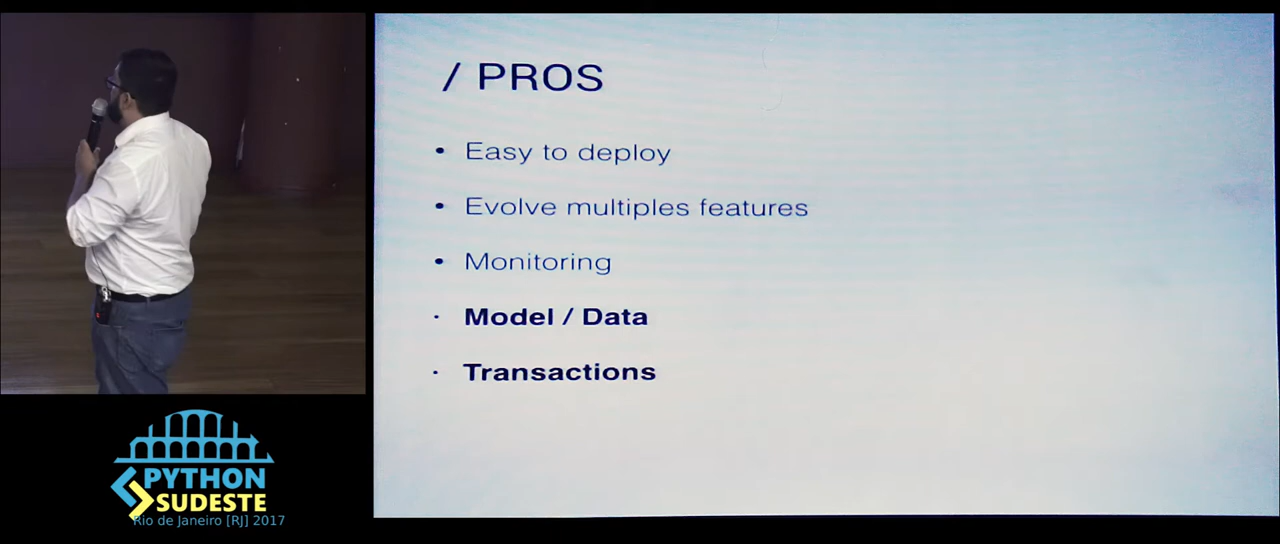 / PROS
• Easy to deploy
• Evolve multiples features
• Monitoring
· Model / Data
· Transactions
PYTHON
SUDESTE
Rio de Janeiro [RJ] 2017